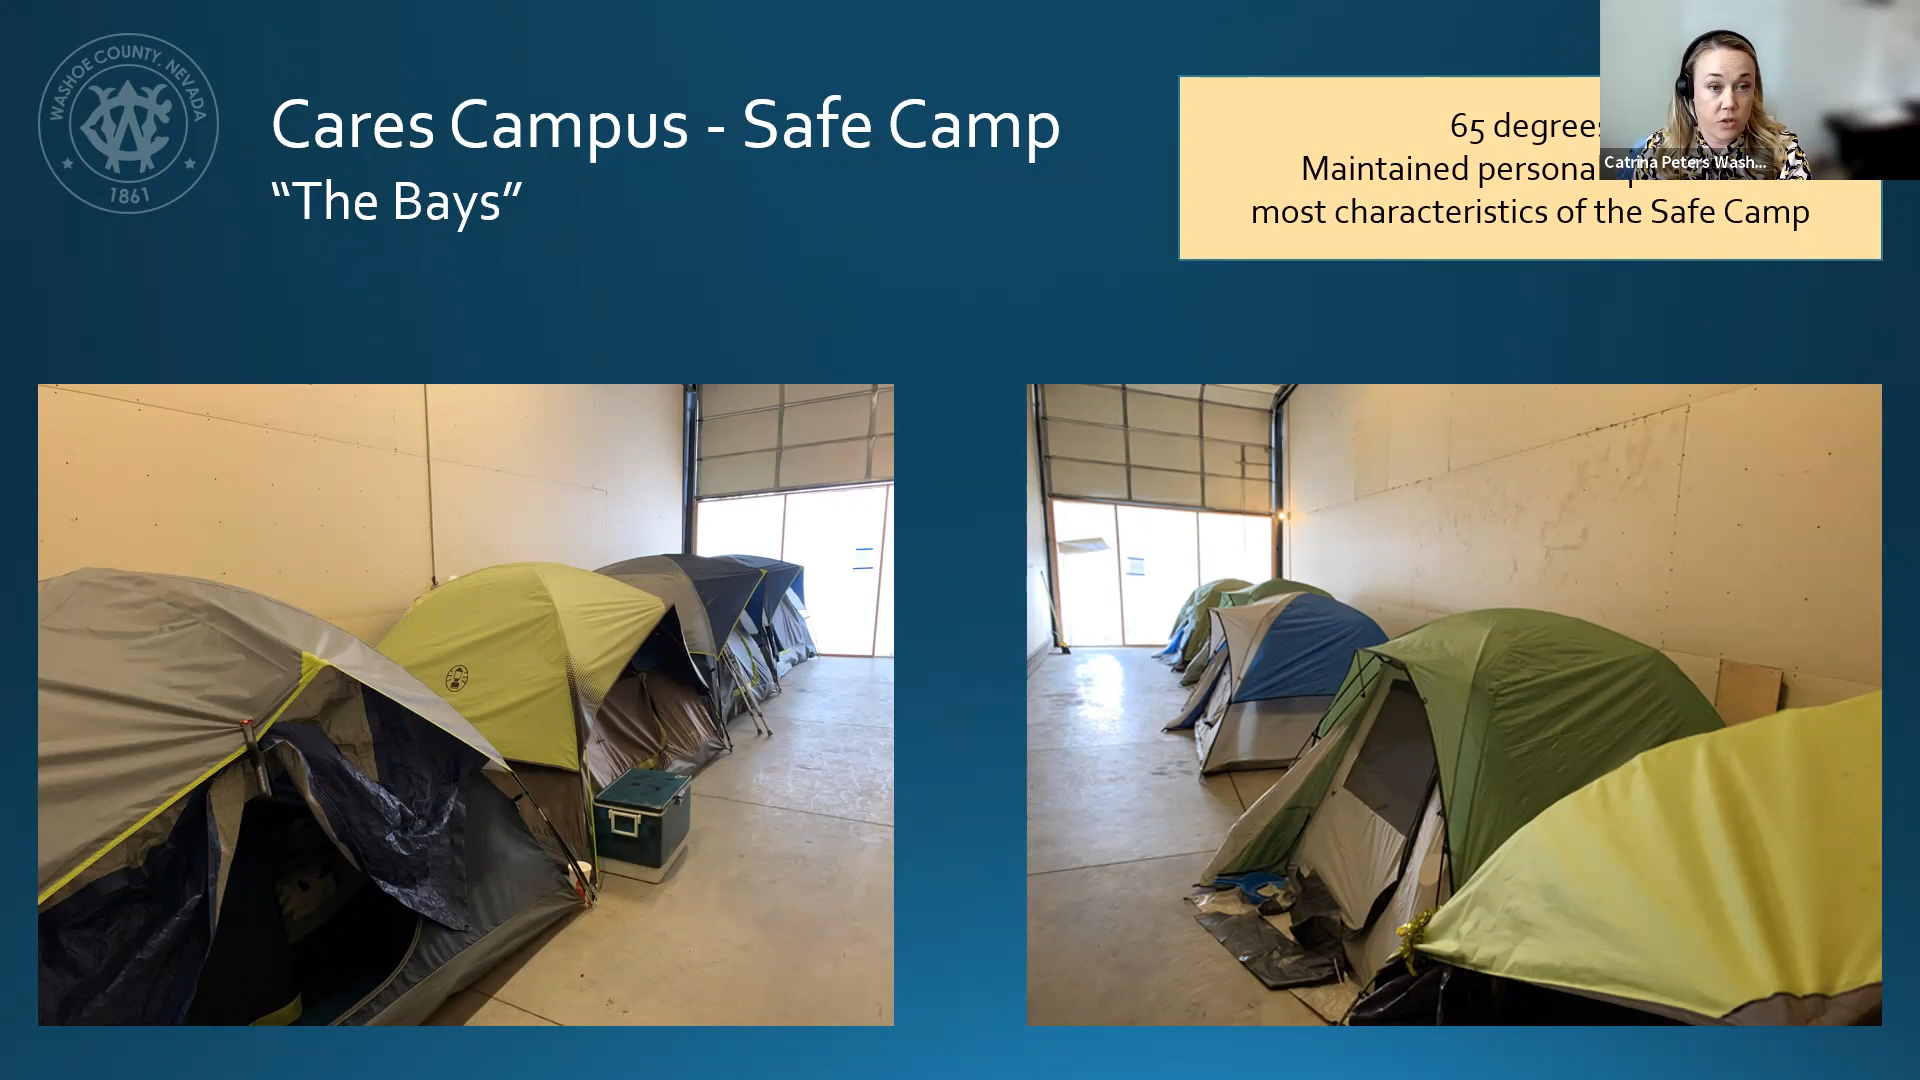 WASHOE COUNTY, NEVADA
1861
Cares Campus - Safe Camp
“The Bays”
65 degrees
Maintained persona
most characteristics of the Safe Camp
Catrina Peters Wash...